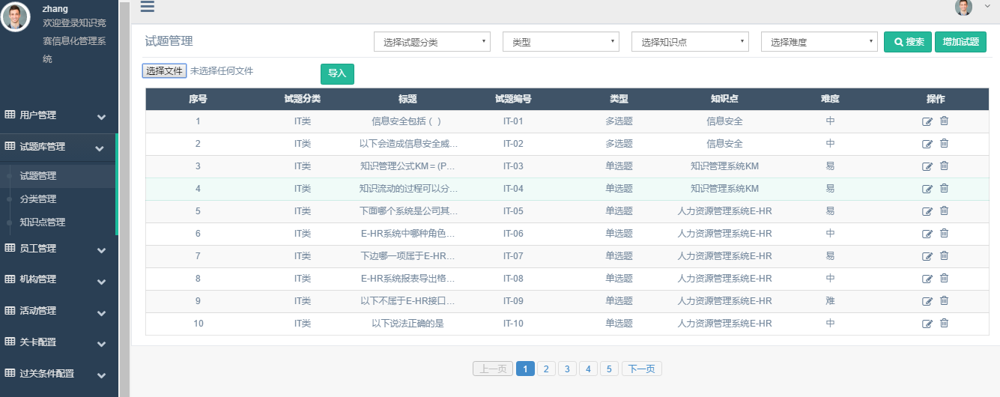 zhang
欢迎登录知识竞
赛信息化管理系
统
用户管理
试题库管理
试题管理
分类管理
知识点管理
员工管理
机构管理
活动管理
关卡配置
过关条件配置
试题管理 选择试题分类 类型 选择知识点 选择难度 搜索 增加试题
选择文件 未选择任何文件 导入
序号 试题分类 标题 试题编号 类型 知识点 难度 操作
1 IT类 信息安全包括（ ） IT-01 多选题 信息安全 中
2 IT类 以下会造成信息安全威... IT-02 多选题 信息安全 中
3 IT类 知识管理公式KM＝(P... IT-03 单选题 知识管理系统KM 易
4 IT类 知识流动的过程可以分... IT-04 单选题 知识管理系统KM 易
5 IT类 下面哪个系统是公司其... IT-05 单选题 人力资源管理系统E-HR 易
6 IT类 E-HR系统中哪种角色... IT-06 单选题 人力资源管理系统E-HR 中
7 IT类 下边哪一项属于E-HR... IT-07 单选题 人力资源管理系统E-HR 易
8 IT类 E-HR系统报表导出格... IT-08 单选题 人力资源管理系统E-HR 中
9 IT类 以下不属于E-HR接口... IT-09 单选题 人力资源管理系统E-HR 难
10 IT类 以下说法正确的是 IT-10 单选题 人力资源管理系统E-HR 中
上一页 1 2 3 4 5 下一页